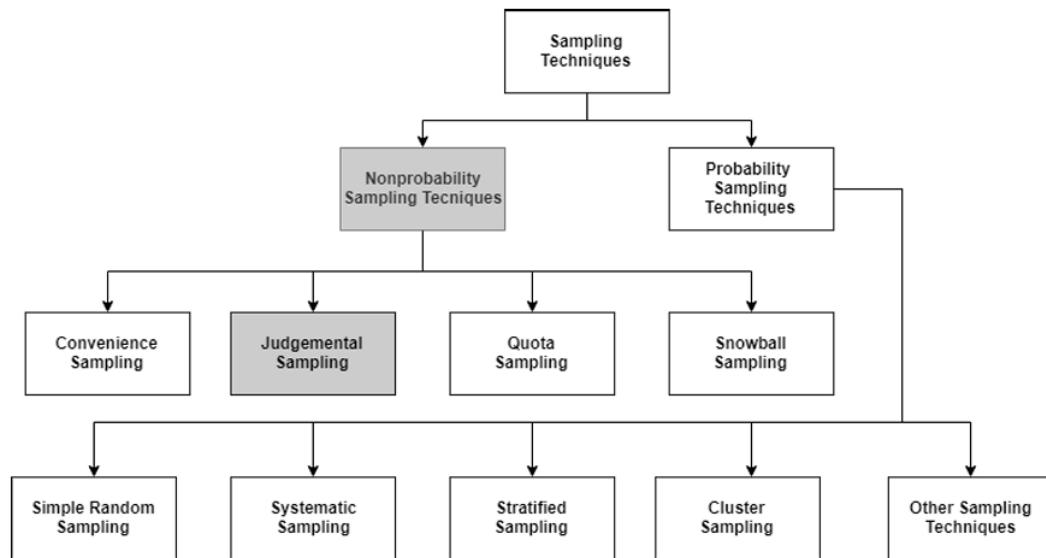 Sampling
Techniques
Nonprobability
Sampling Tecniques
Probability
Sampling
Techniques
Convenience
Sampling
Judgemental
Sampling
Quota
Sampling
Snowball
Sampling
Simple Random
Sampling
Systematic
Sampling
Stratified
Sampling
Cluster
Sampling
Other Sampling
Techniques